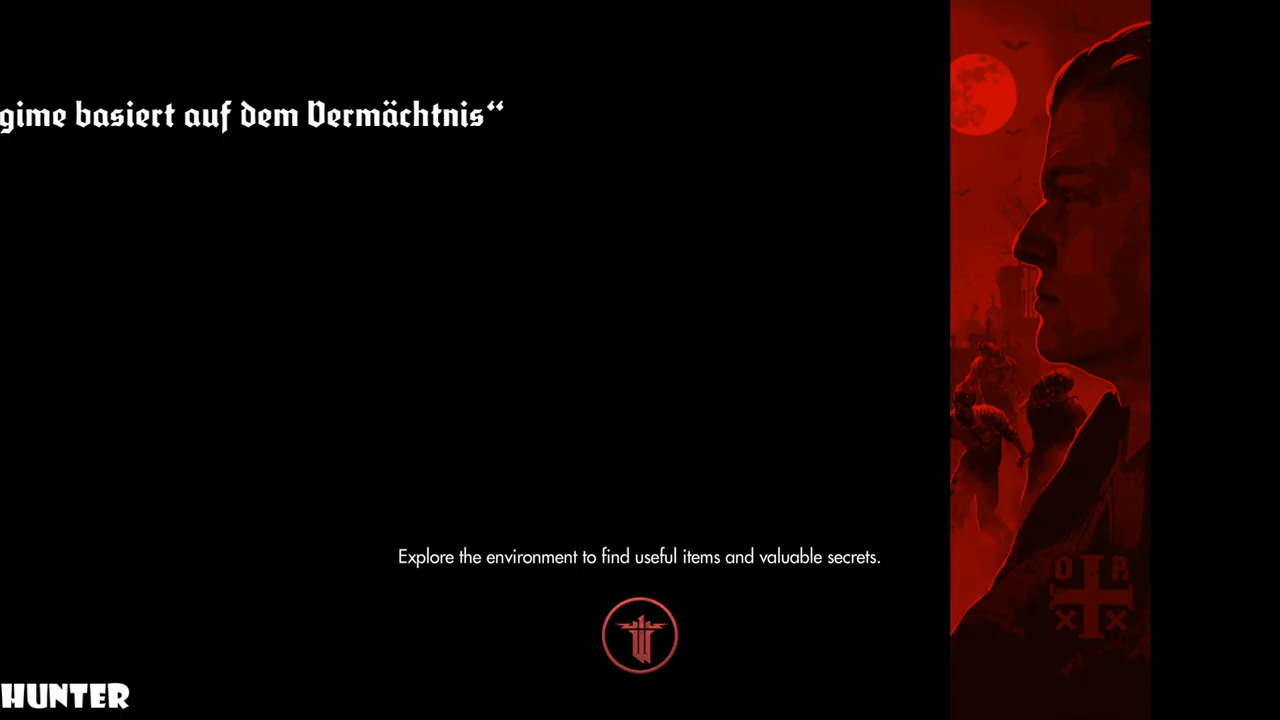 gime basiert auf dem Vermächtnis“
Explore the environment to find useful items and valuable secrets.
O R
X X
HUNTER